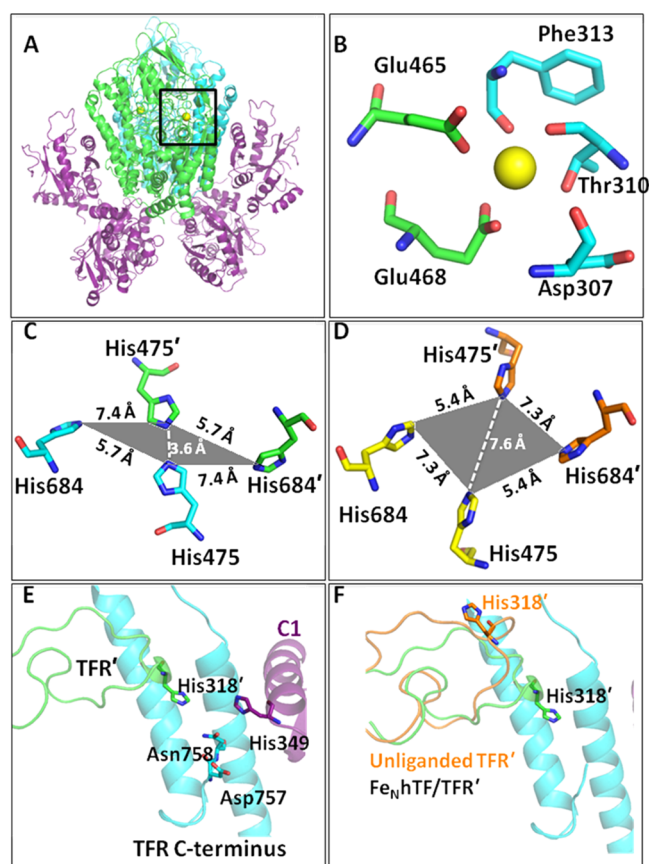 A
B
Phe313
Glu465
Thr310
Glu468
Asp307
C
His475′
7.4 Å
5.7 Å
3.6 Å
5.7 Å
7.4 Å
His684
His684′
His475
D
His475′
5.4 Å
7.3 Å
7.6 Å
7.3 Å
5.4 Å
His684′
His684
His475
E
C1
TFR′
His318′
His349
Asn758
Asp757
TFR C-terminus
F
His318′
His318′
Unliganded TFR′
FeNhTF/TFR′